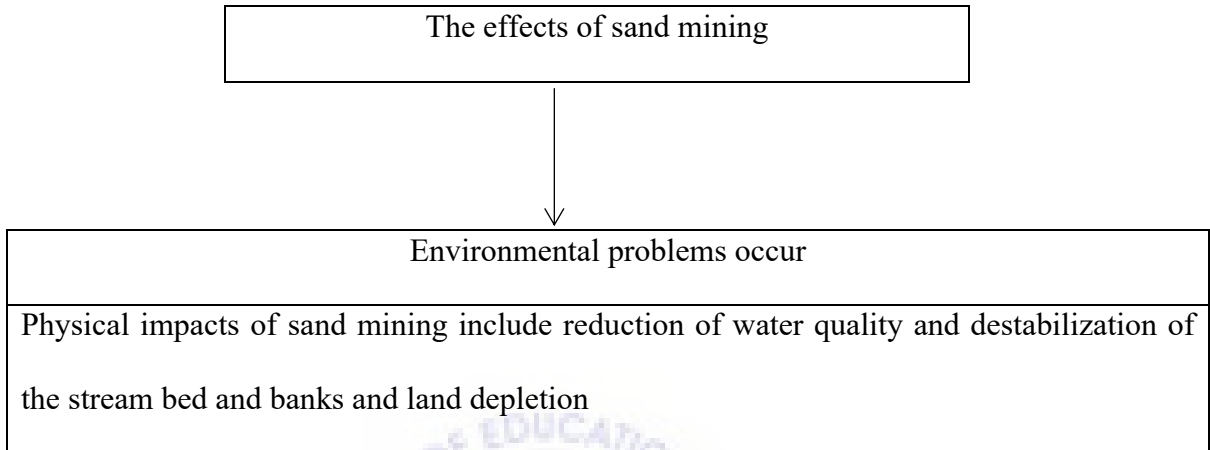 The effects of sand mining
Environmental problems occur
Physical impacts of sand mining include reduction of water quality and destabilization of
the stream bed and banks and land depletion
EDUCATIO